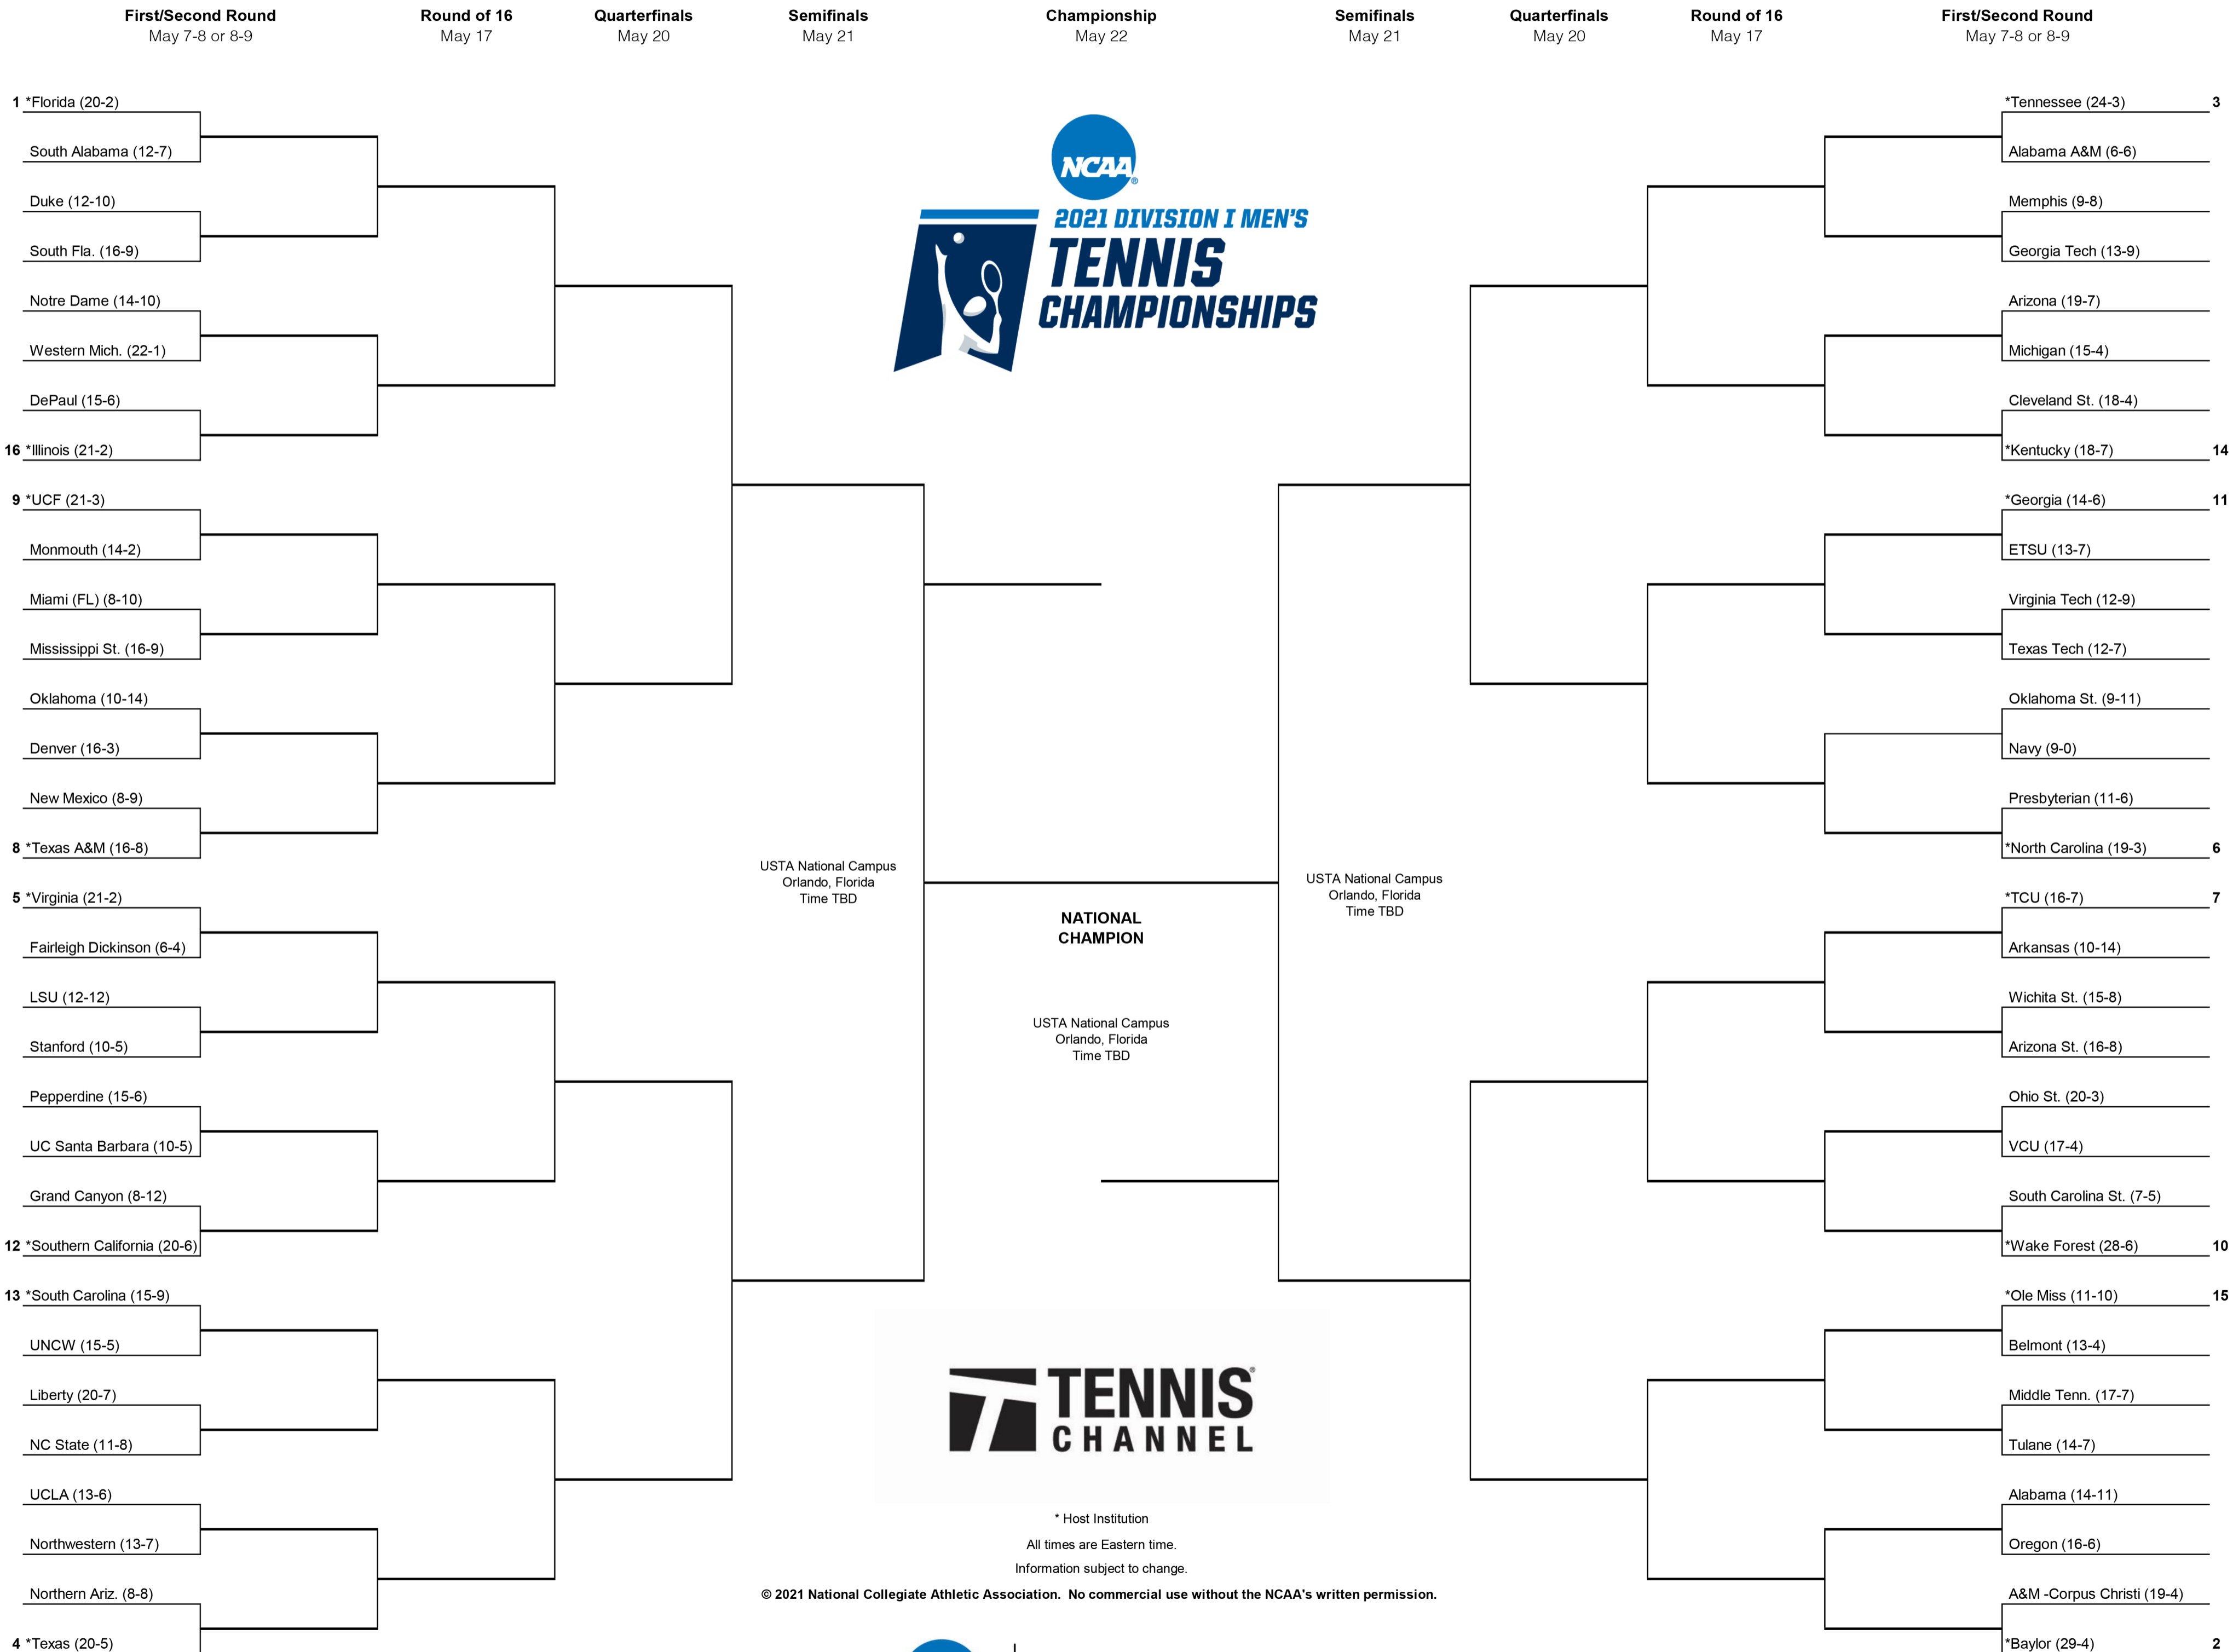 First/Second Round
May 7-8 or 8-9
Round of 16
May 17
Quarterfinals
May 20
Semifinals
May 21
Championship
May 22
Semifinals
May 21
Quarterfinals
May 20
Round of 16
May 17
First/Second Round
May 7-8 or 8-9
1 *Florida (20-2)
South Alabama (12-7)
Duke (12-10)
South Fla. (16-9)
Notre Dame (14-10)
Western Mich. (22-1)
DePaul (15-6)
16 *Illinois (21-2)
9 *UCF (21-3)
Monmouth (14-2)
Miami (FL) (8-10)
Mississippi St. (16-9)
Oklahoma (10-14)
Denver (16-3)
New Mexico (8-9)
8 *Texas A&M (16-8)
5 *Virginia (21-2)
Fairleigh Dickinson (6-4)
LSU (12-12)
Stanford (10-5)
Pepperdine (15-6)
UC Santa Barbara (10-5)
Grand Canyon (8-12)
12 *Southern California (20-6)
13 *South Carolina (15-9)
UNCW (15-5)
Liberty (20-7)
NC State (11-8)
UCLA (13-6)
Northwestern (13-7)
Northern Ariz. (8-8)
4 *Texas (20-5)
USTA National Campus
Orlando, Florida
Time TBD
NCAA®
2021 DIVISION I MEN'S
TENNIS
CHAMPIONSHIPS
NATIONAL
CHAMPION
USTA National Campus
Orlando, Florida
Time TBD
TENNIS®
CHANNEL
* Host Institution
All times are Eastern time.
Information subject to change.
© 2021 National Collegiate Athletic Association. No commercial use without the NCAA's written permission.
USTA National Campus
Orlando, Florida
Time TBD
*Tennessee (24-3) 3
Alabama A&M (6-6)
Memphis (9-8)
Georgia Tech (13-9)
Arizona (19-7)
Michigan (15-4)
Cleveland St. (18-4)
*Kentucky (18-7) 14
*Georgia (14-6) 11
ETSU (13-7)
Virginia Tech (12-9)
Texas Tech (12-7)
Oklahoma St. (9-11)
Navy (9-0)
Presbyterian (11-6)
*North Carolina (19-3) 6
*TCU (16-7) 7
Arkansas (10-14)
Wichita St. (15-8)
Arizona St. (16-8)
Ohio St. (20-3)
VCU (17-4)
South Carolina St. (7-5)
*Wake Forest (28-6) 10
*Ole Miss (11-10) 15
Belmont (13-4)
Middle Tenn. (17-7)
Tulane (14-7)
Alabama (14-11)
Oregon (16-6)
A&M -Corpus Christi (19-4)
*Baylor (29-4) 2